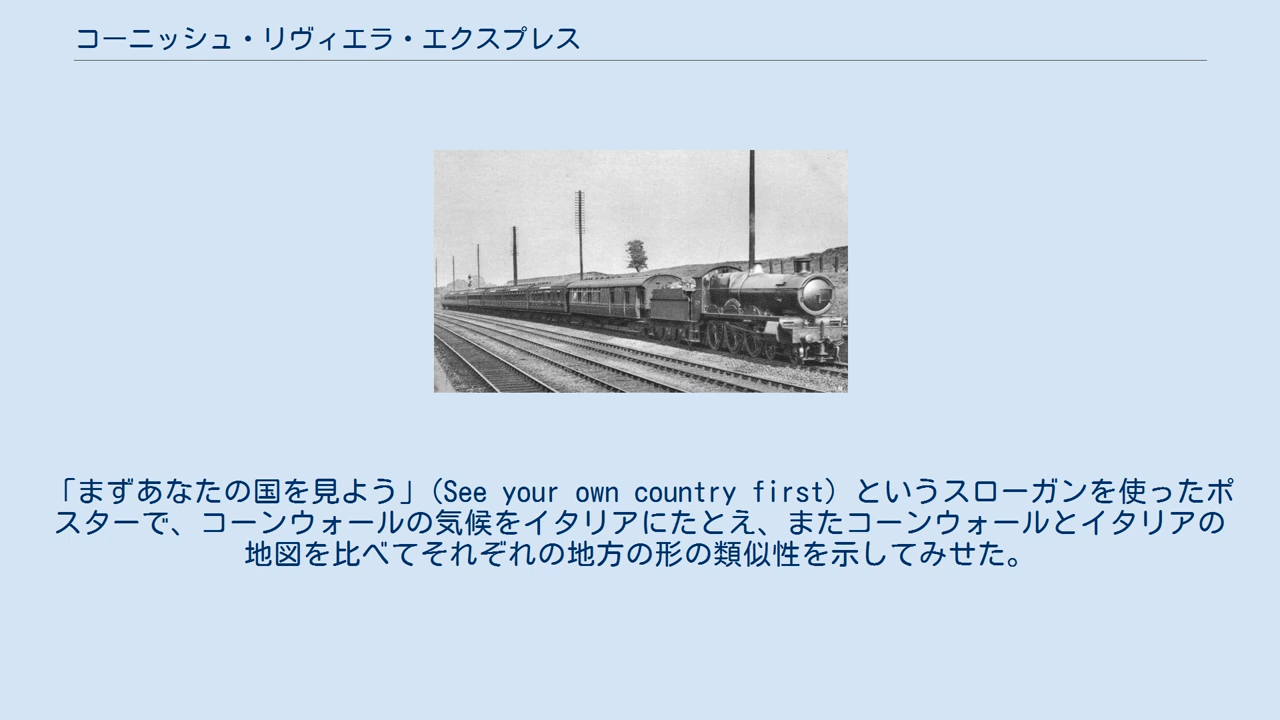 コーニッシュ・リヴィエラ・エクスプレス
「まずあなたの国を見よう」(See your own country first) というスローガンを使ったポ
スターで、コーンウォールの気候をイタリアにたとえ、またコーンウォールとイタリアの
地図を比べてそれぞれの地方の形の類似性を示してみせた。